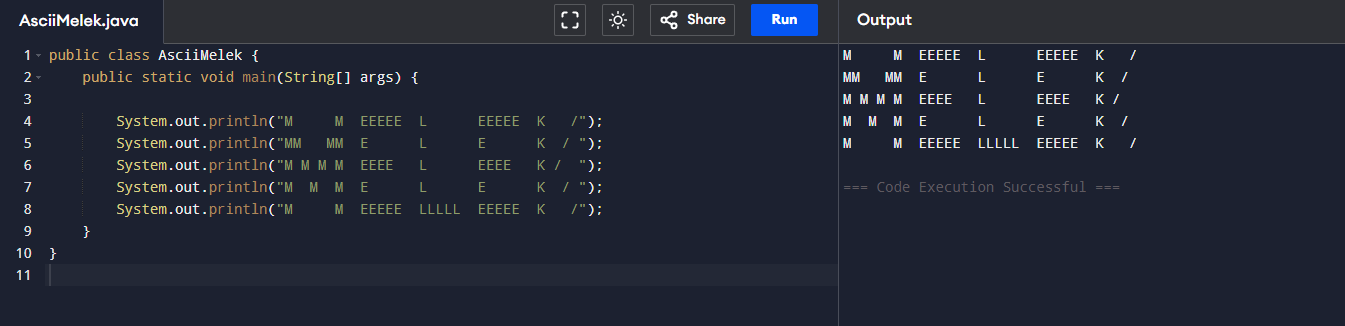 AsciiMelek.java
Share
Run
Output
1 public class AsciiMelek {
2     public static void main(String[] args) {
3
4         System.out.println("M     M  EEEEE  L      EEEEE  K   /");
5         System.out.println("MM   MM  E      L      E      K  / ");
6         System.out.println("M M M M  EEEE   L      EEEE   K /  ");
7         System.out.println("M  M  M  E      L      E      K  / ");
8         System.out.println("M     M  EEEEE  LLLLL  EEEEE  K   /");
9     }
10 }
11
M     M  EEEEE  L      EEEEE  K   /
MM   MM  E      L      E      K  /
M M M M  EEEE   L      EEEE   K /
M  M  M  E      L      E      K  /
M     M  EEEEE  LLLLL  EEEEE  K   /
=== Code Execution Successful ===